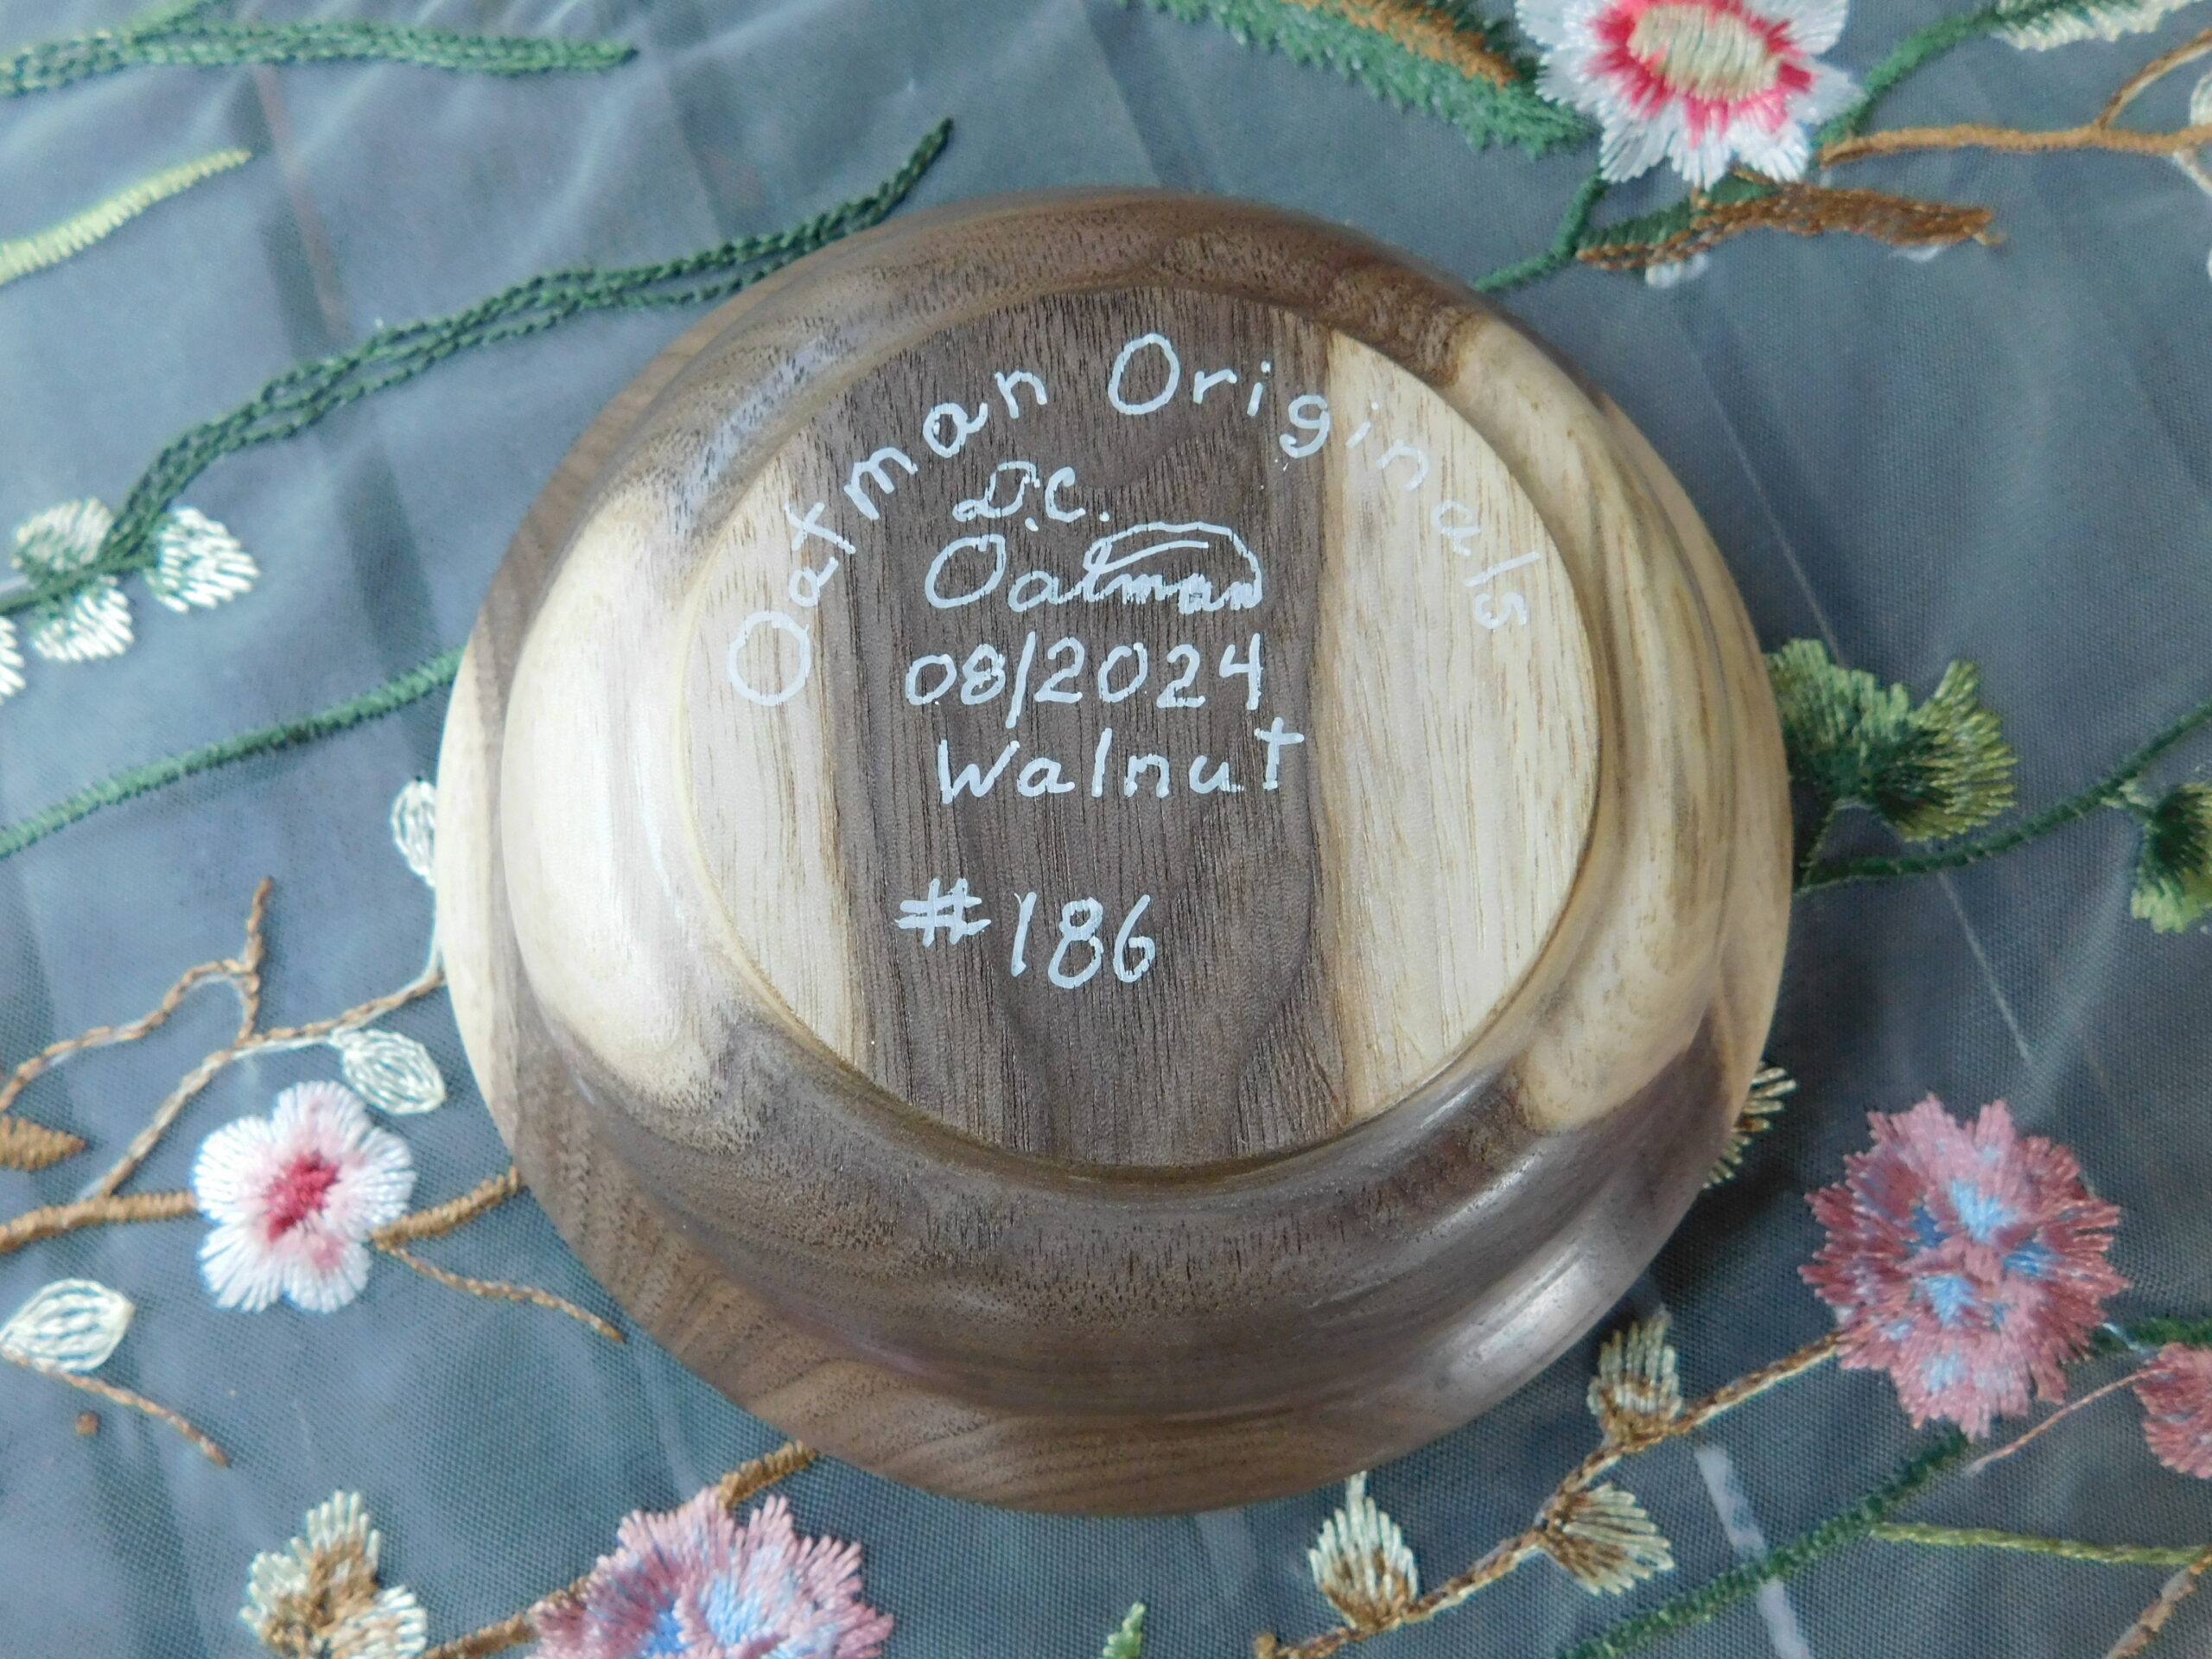 Oatman Originals
D.C.
Oatman
08/2024
Walnut
#186